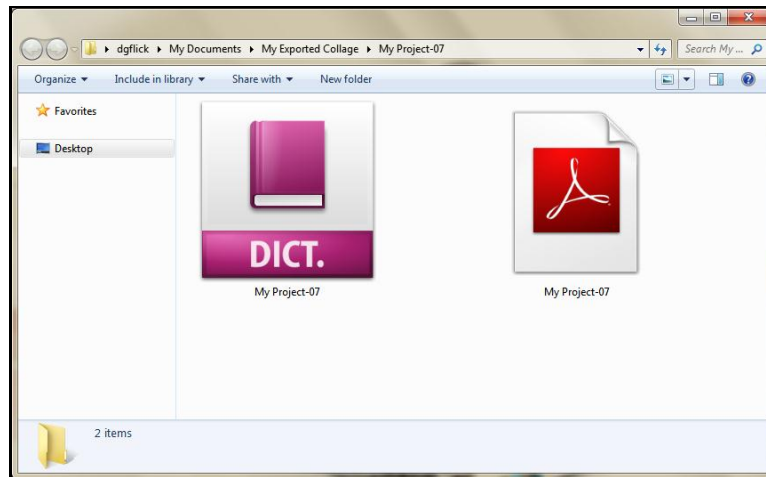 dgflick ▸ My Documents ▸ My Exported Collage ▸ My Project-07
Search My ...
Organize Include in library Share with New folder
Favorites
Desktop
DICT.
My Project-07 My Project-07
2 items